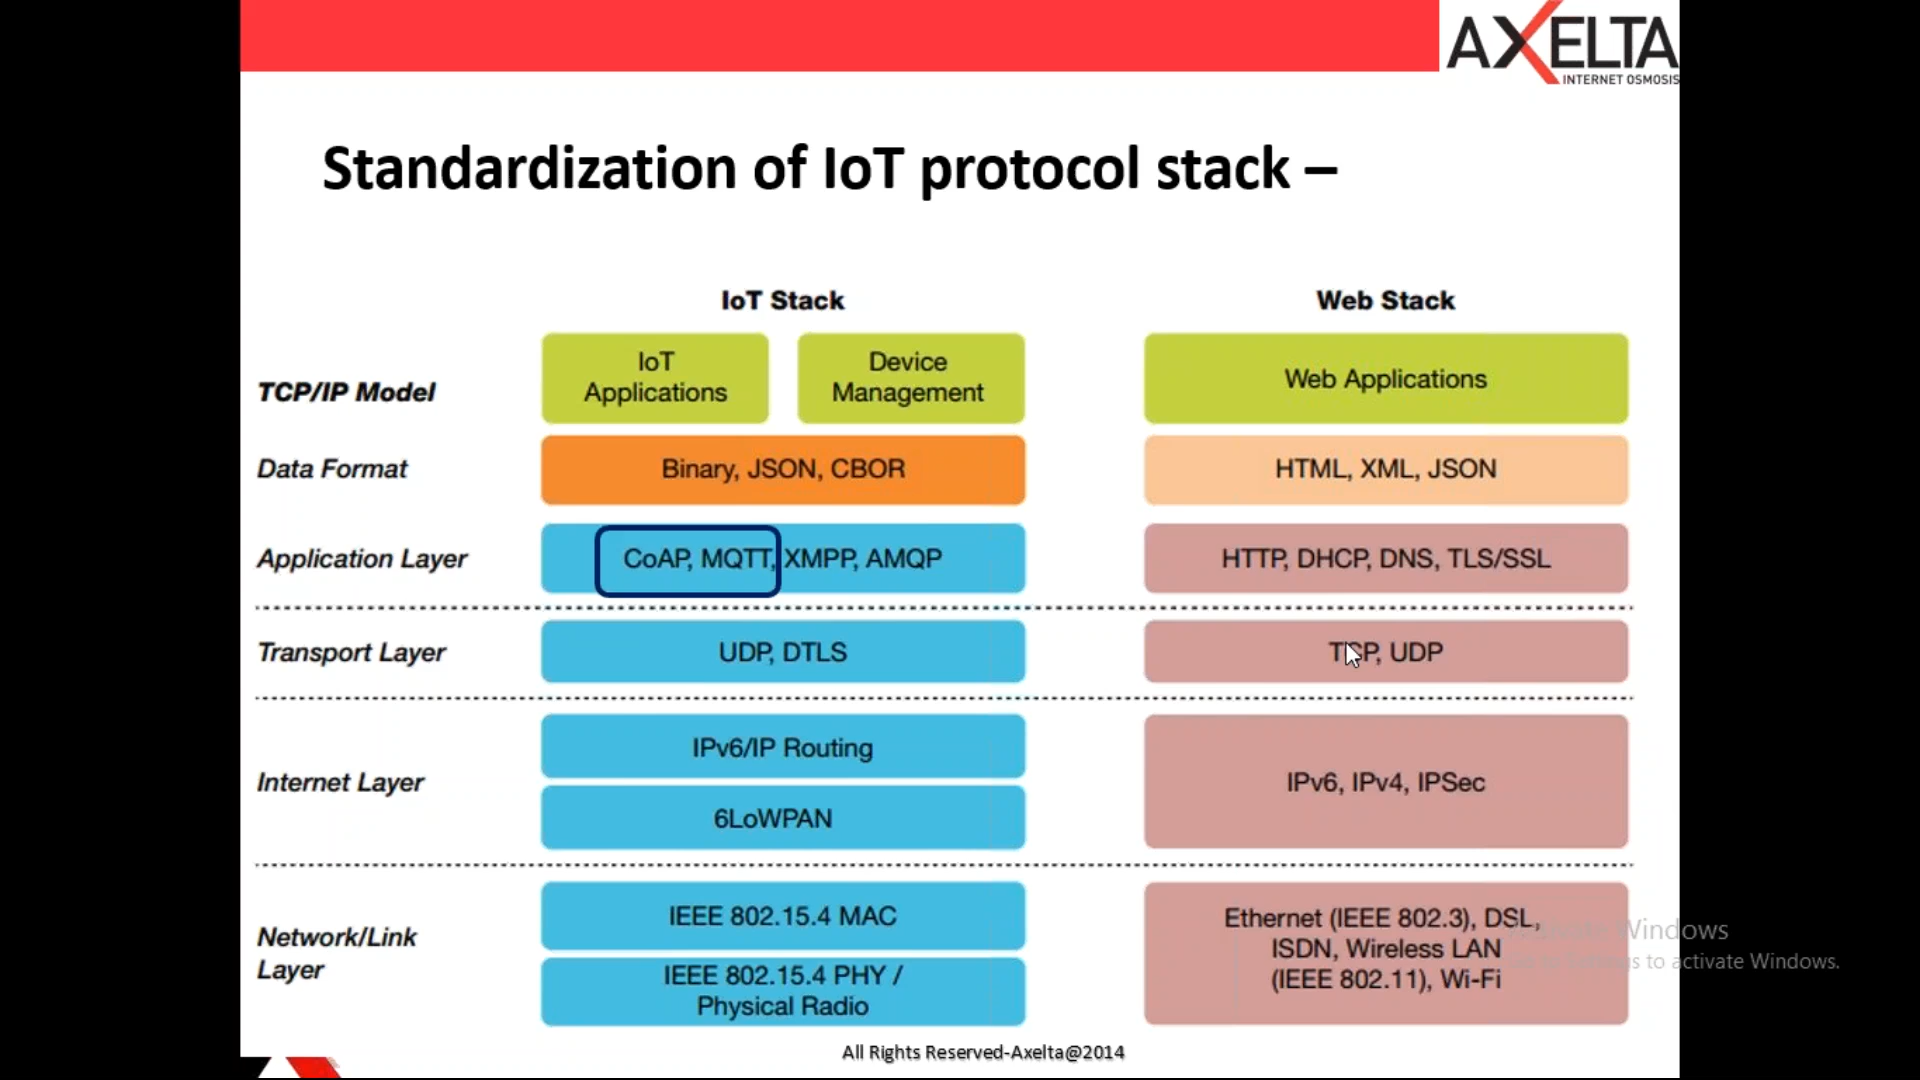 AXELTA
INTERNET OSMOSIS
Standardization of IoT protocol stack –
IoT Stack
Web Stack
TCP/IP Model
IoT
Applications
Device
Management
Web Applications
Data Format
Binary, JSON, CBOR
HTML, XML, JSON
Application Layer
CoAP, MQTT, XMPP, AMQP
HTTP, DHCP, DNS, TLS/SSL
Transport Layer
UDP, DTLS
TCP, UDP
Internet Layer
IPv6/IP Routing
6LoWPAN
IPv6, IPv4, IPSec
Network/Link
Layer
IEEE 802.15.4 MAC
IEEE 802.15.4 PHY /
Physical Radio
Ethernet (IEEE 802.3), DSL,
ISDN, Wireless LAN
(IEEE 802.11), Wi-Fi
Windows
to activate Windows.
All Rights Reserved-Axelta@2014